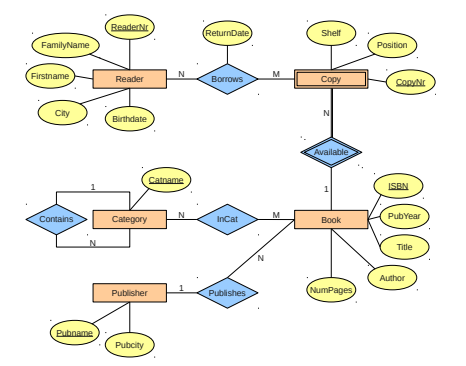 ReaderNr
FamilyName
ReturnDate
Shelf
Position
Firstname
Reader
N
Borrows
M
Copy
CopyNr
City
Birthdate
N
Available
Catname
1
1
ISBN
PubYear
Contains
Category
N
InCat
M
Book
N
Title
N
Author
Publisher
1
Publishes
NumPages
Pubname
Pubcity